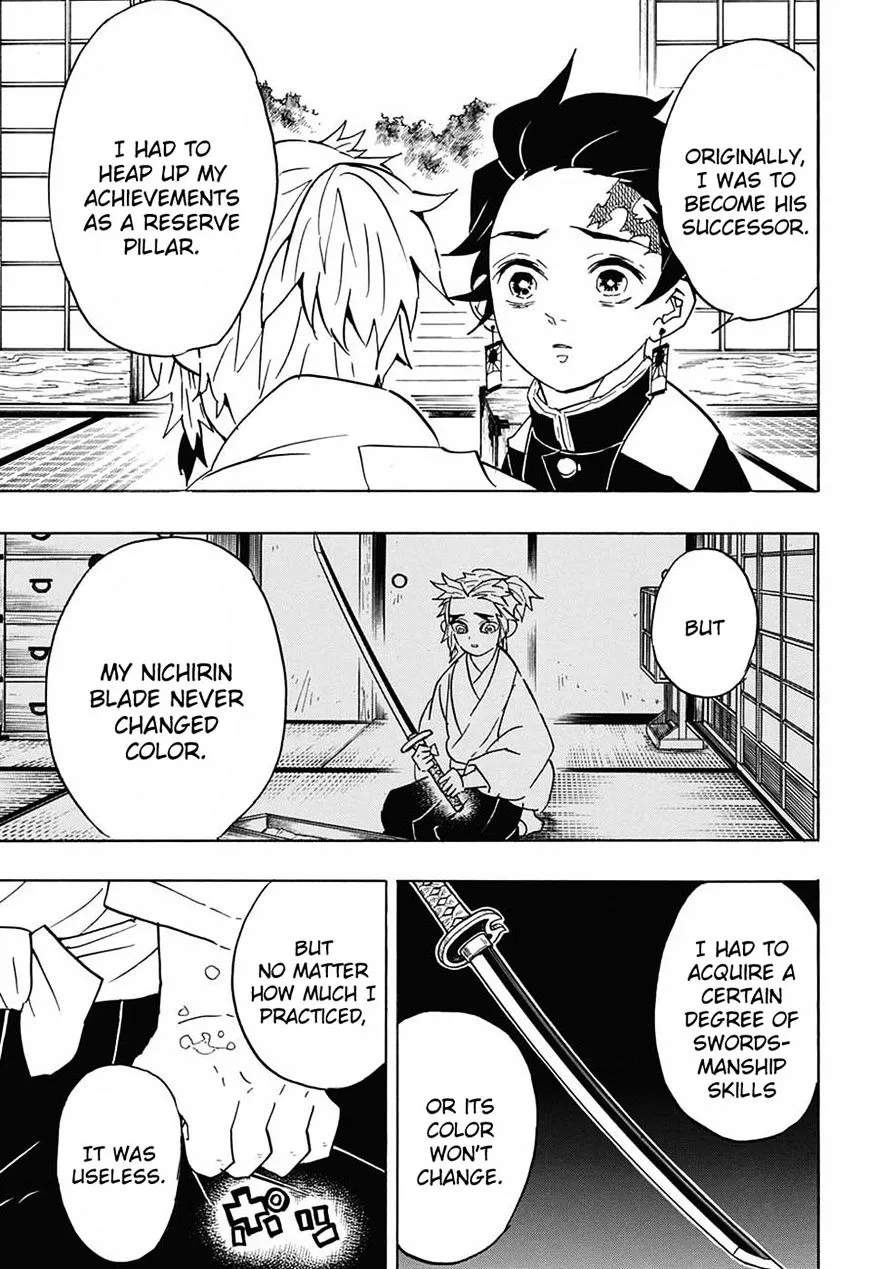 ORIGINALLY,
I WAS TO
BECOME HIS
SUCCESSOR.
I HAD TO
HEAP UP MY
ACHIEVEMENTS
AS A RESERVE
PILLAR.
BUT
MY NICHIRIN
BLADE NEVER
CHANGED
COLOR.
I HAD TO
ACQUIRE A
CERTAIN
DEGREE OF
SWORDS-
MANSHIP
SKILLS
OR ITS
COLOR
WON'T
CHANGE.
BUT
NO MATTER
HOW MUCH I
PRACTICED,
IT WAS
USELESS.